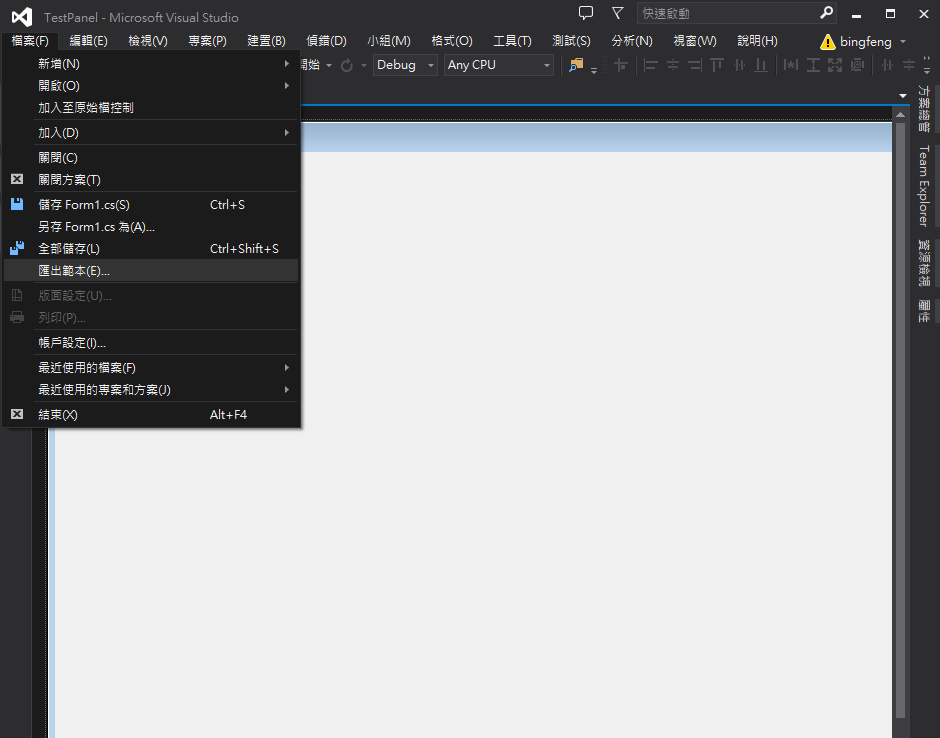 TestPanel - Microsoft Visual Studio
快速啟動
檔案(F) 編輯(E) 檢視(V) 專案(P) 建置(B) 偵錯(D) 小組(M) 格式(O) 工具(T) 測試(S) 分析(N) 視窗(W) 說明(H) bingfeng
開始 Debug Any CPU
新增(N)
開啟(O)
加入至原始檔控制
加入(D)
關閉(C)
關閉方案(T)
儲存 Form1.cs(S) Ctrl+S
另存 Form1.cs 為(A)...
全部儲存(L) Ctrl+Shift+S
匯出範本(E)...
版面設定(U)...
列印(P)...
帳戶設定(I)...
最近使用的檔案(F)
最近使用的專案和方案(J)
結束(X) Alt+F4
方案總管
Team Explorer
資源檢視
屬性